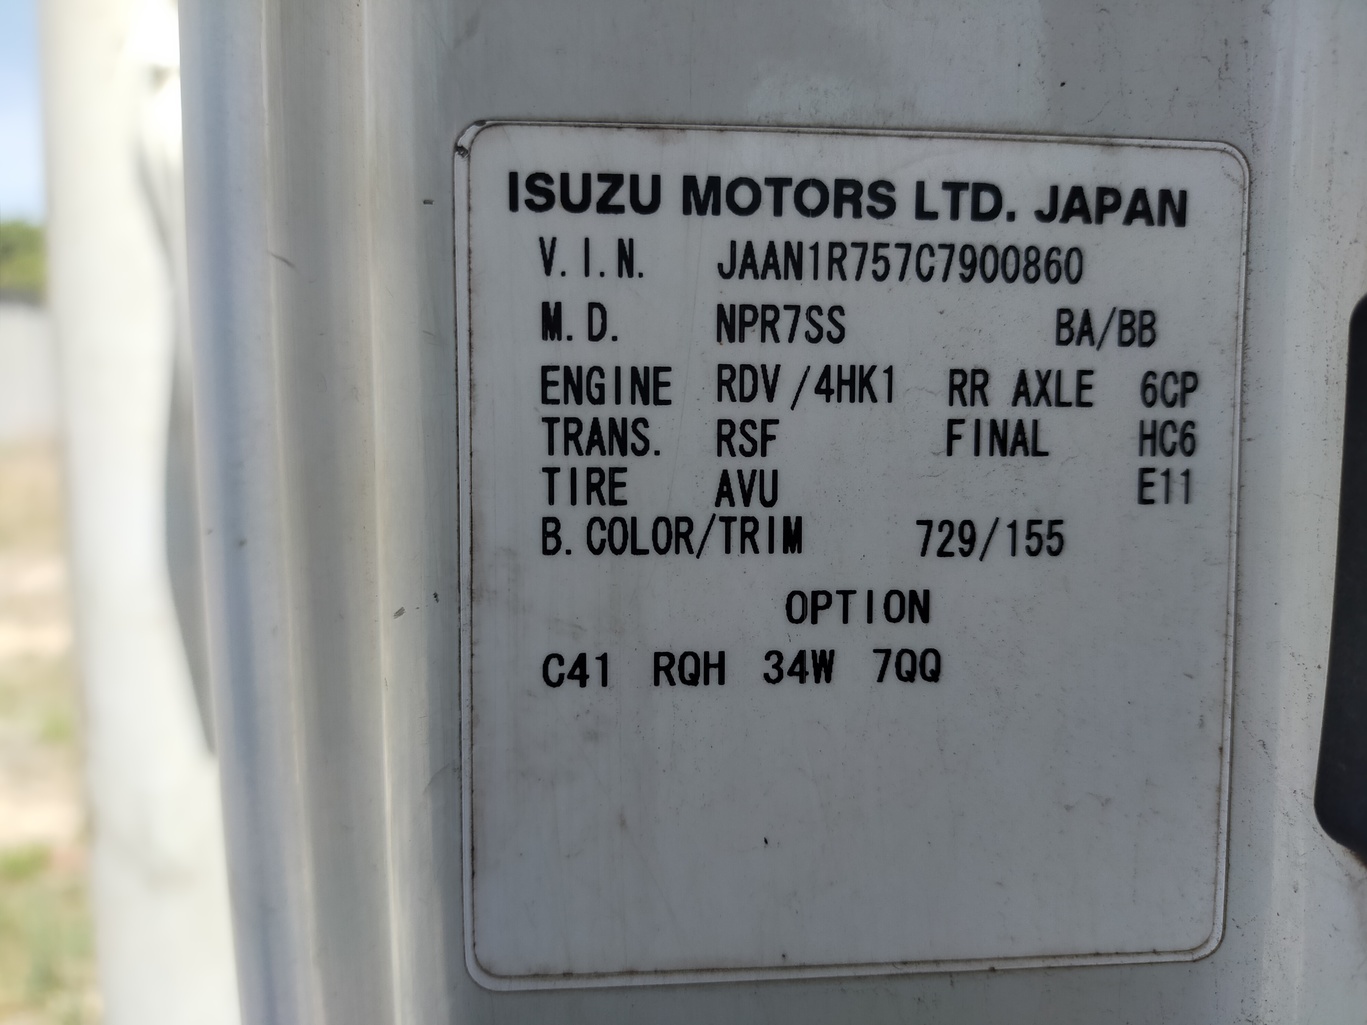 ISUZU MOTORS LTD. JAPAN
V.I.N. JAAN1R757C7900860
M.D. NPR7SS BA/BB
ENGINE RDV/4HK1 RR AXLE 6CP
TRANS. RSF FINAL HC6
TIRE AVU E11
B.COLOR/TRIM 729/155
OPTION
C41 RQH 34W 7QQ